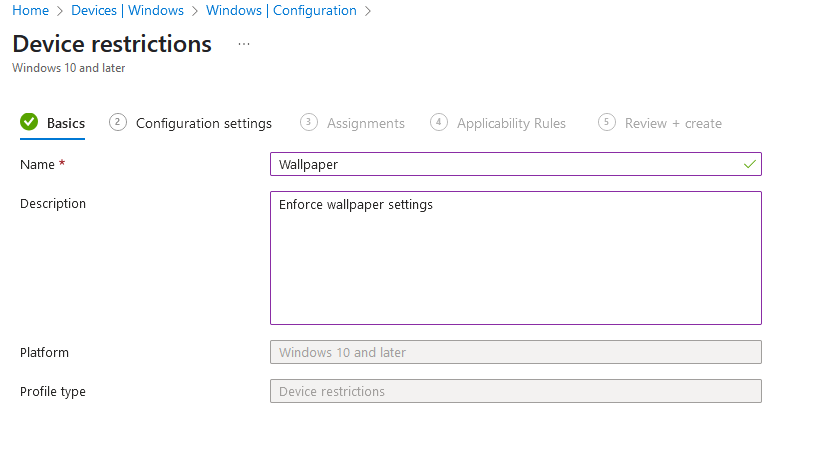 Home > Devices | Windows > Windows | Configuration >
Device restrictions ...
Windows 10 and later
Basics 2 Configuration settings 3 Assignments 4 Applicability Rules 5 Review + create
Name * Wallpaper
Description Enforce wallpaper settings
Platform Windows 10 and later
Profile type Device restrictions